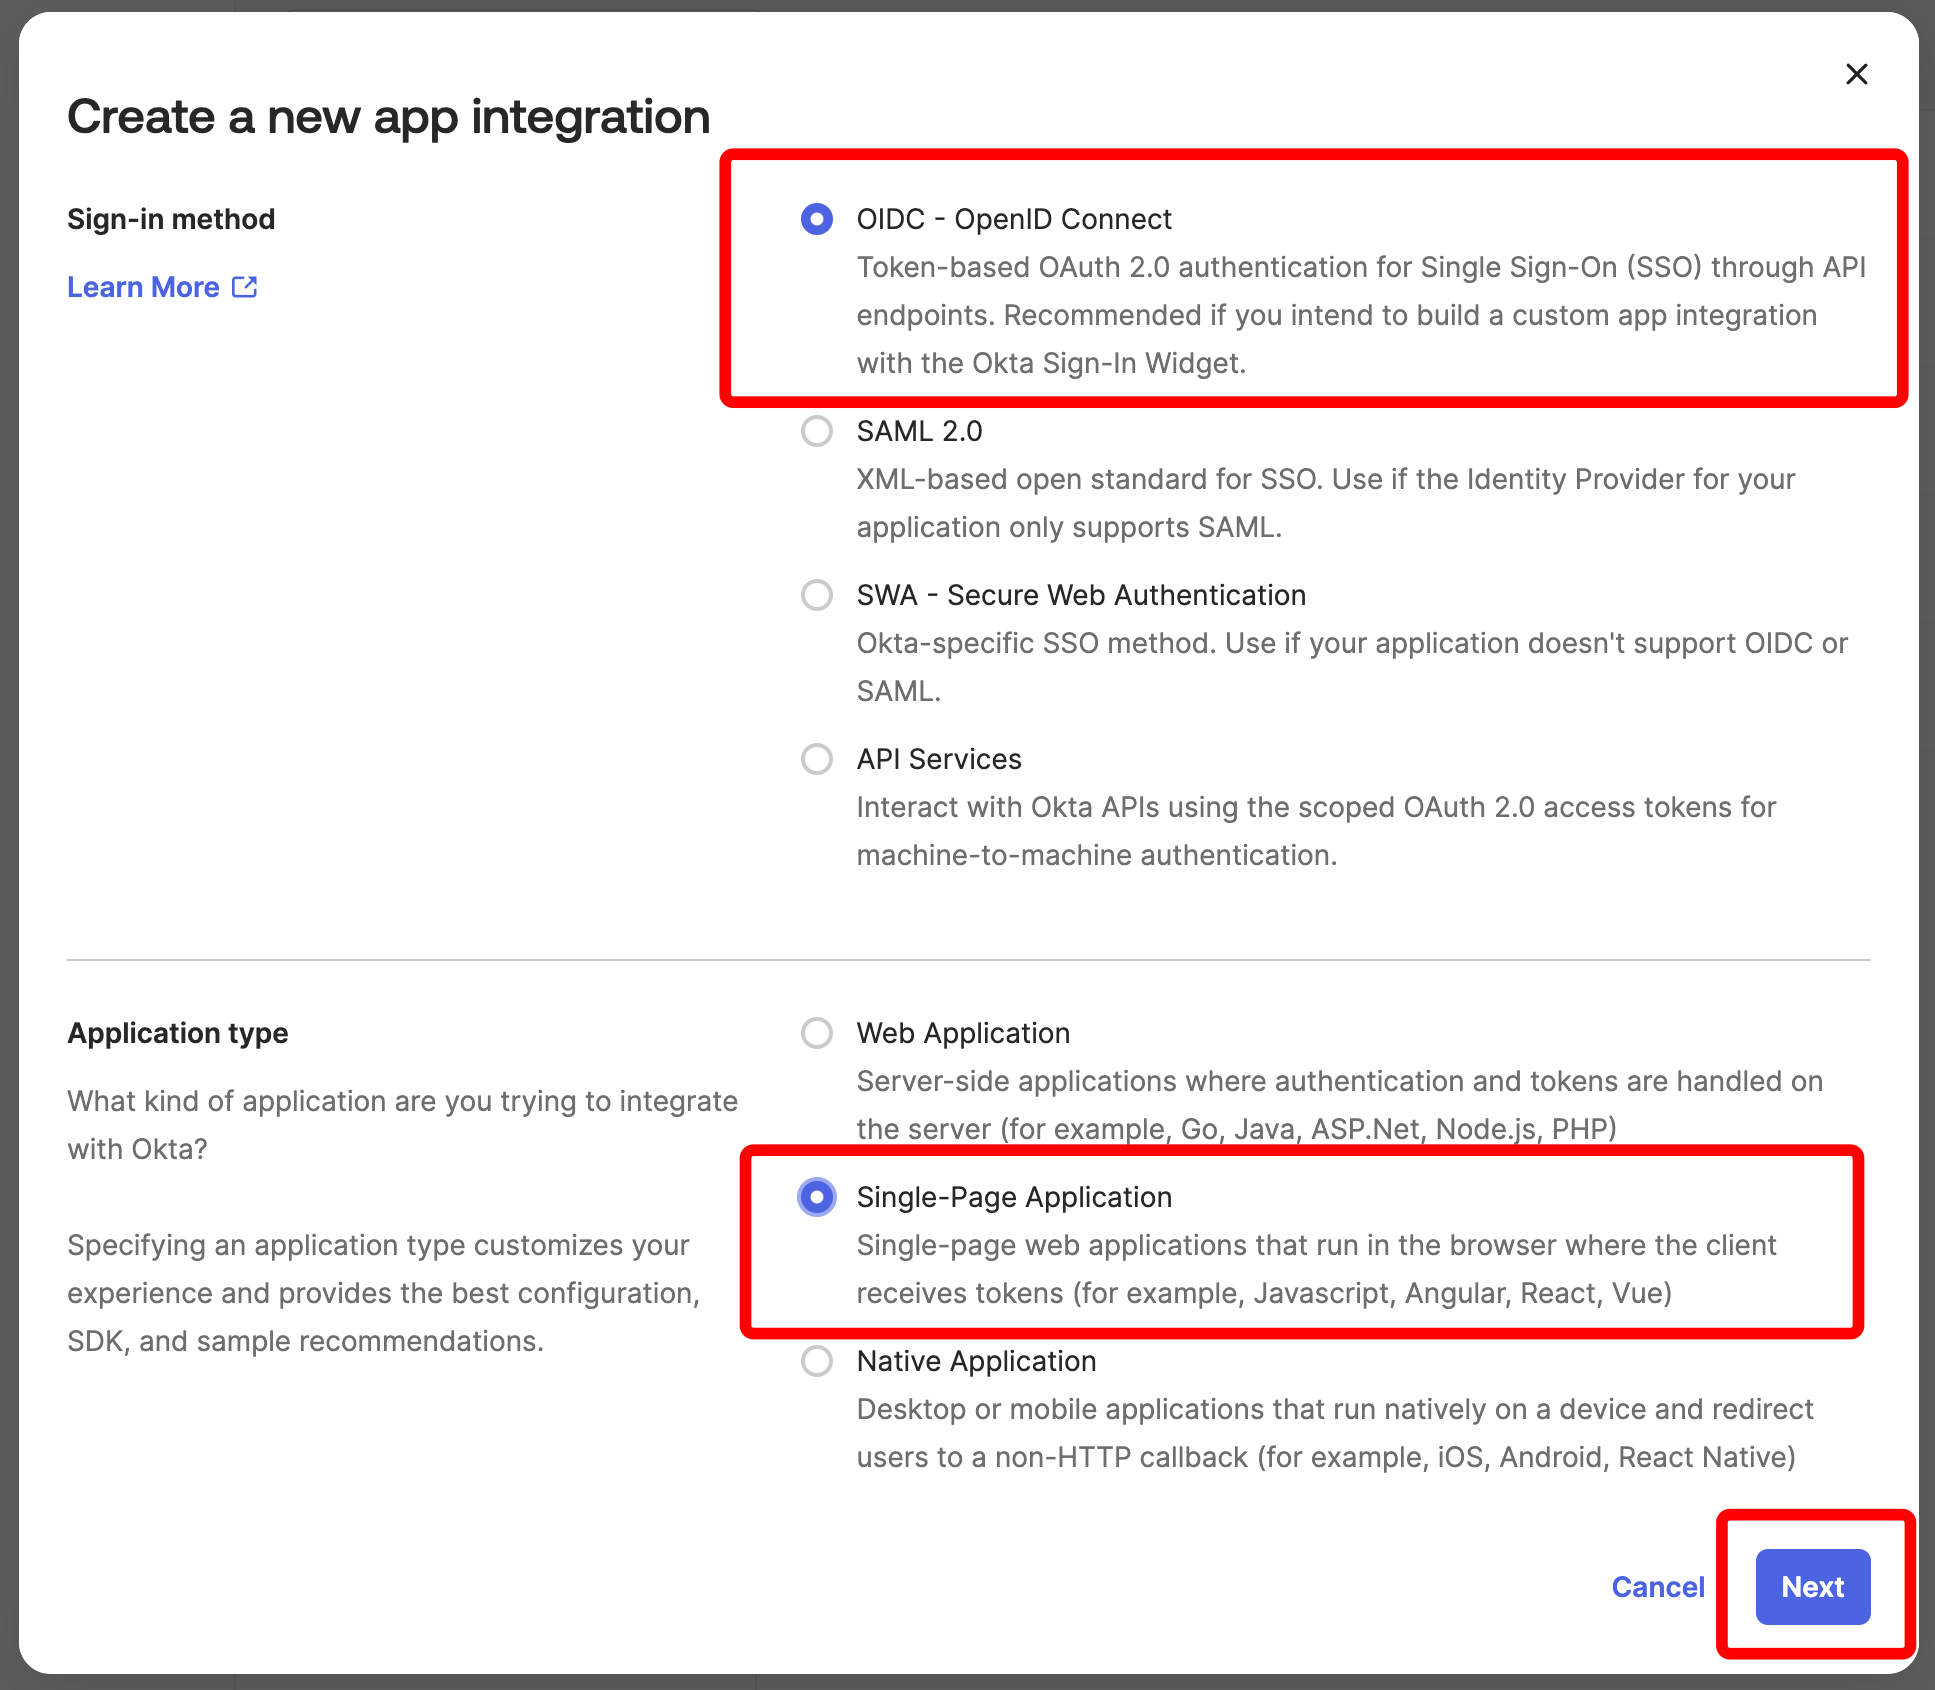 Create a new app integration
Sign-in method
Learn More
OIDC - OpenID Connect
Token-based OAuth 2.0 authentication for Single Sign-On (SSO) through API
endpoints. Recommended if you intend to build a custom app integration
with the Okta Sign-In Widget.
SAML 2.0
XML-based open standard for SSO. Use if the Identity Provider for your
application only supports SAML.
SWA - Secure Web Authentication
Okta-specific SSO method. Use if your application doesn't support OIDC or
SAML.
API Services
Interact with Okta APIs using the scoped OAuth 2.0 access tokens for
machine-to-machine authentication.
Application type
What kind of application are you trying to integrate
with Okta?
Specifying an application type customizes your
experience and provides the best configuration,
SDK, and sample recommendations.
Web Application
Server-side applications where authentication and tokens are handled on
the server (for example, Go, Java, ASP.Net, Node.js, PHP)
Single-Page Application
Single-page web applications that run in the browser where the client
receives tokens (for example, Javascript, Angular, React, Vue)
Native Application
Desktop or mobile applications that run natively on a device and redirect
users to a non-HTTP callback (for example, iOS, Android, React Native)
Cancel
Next